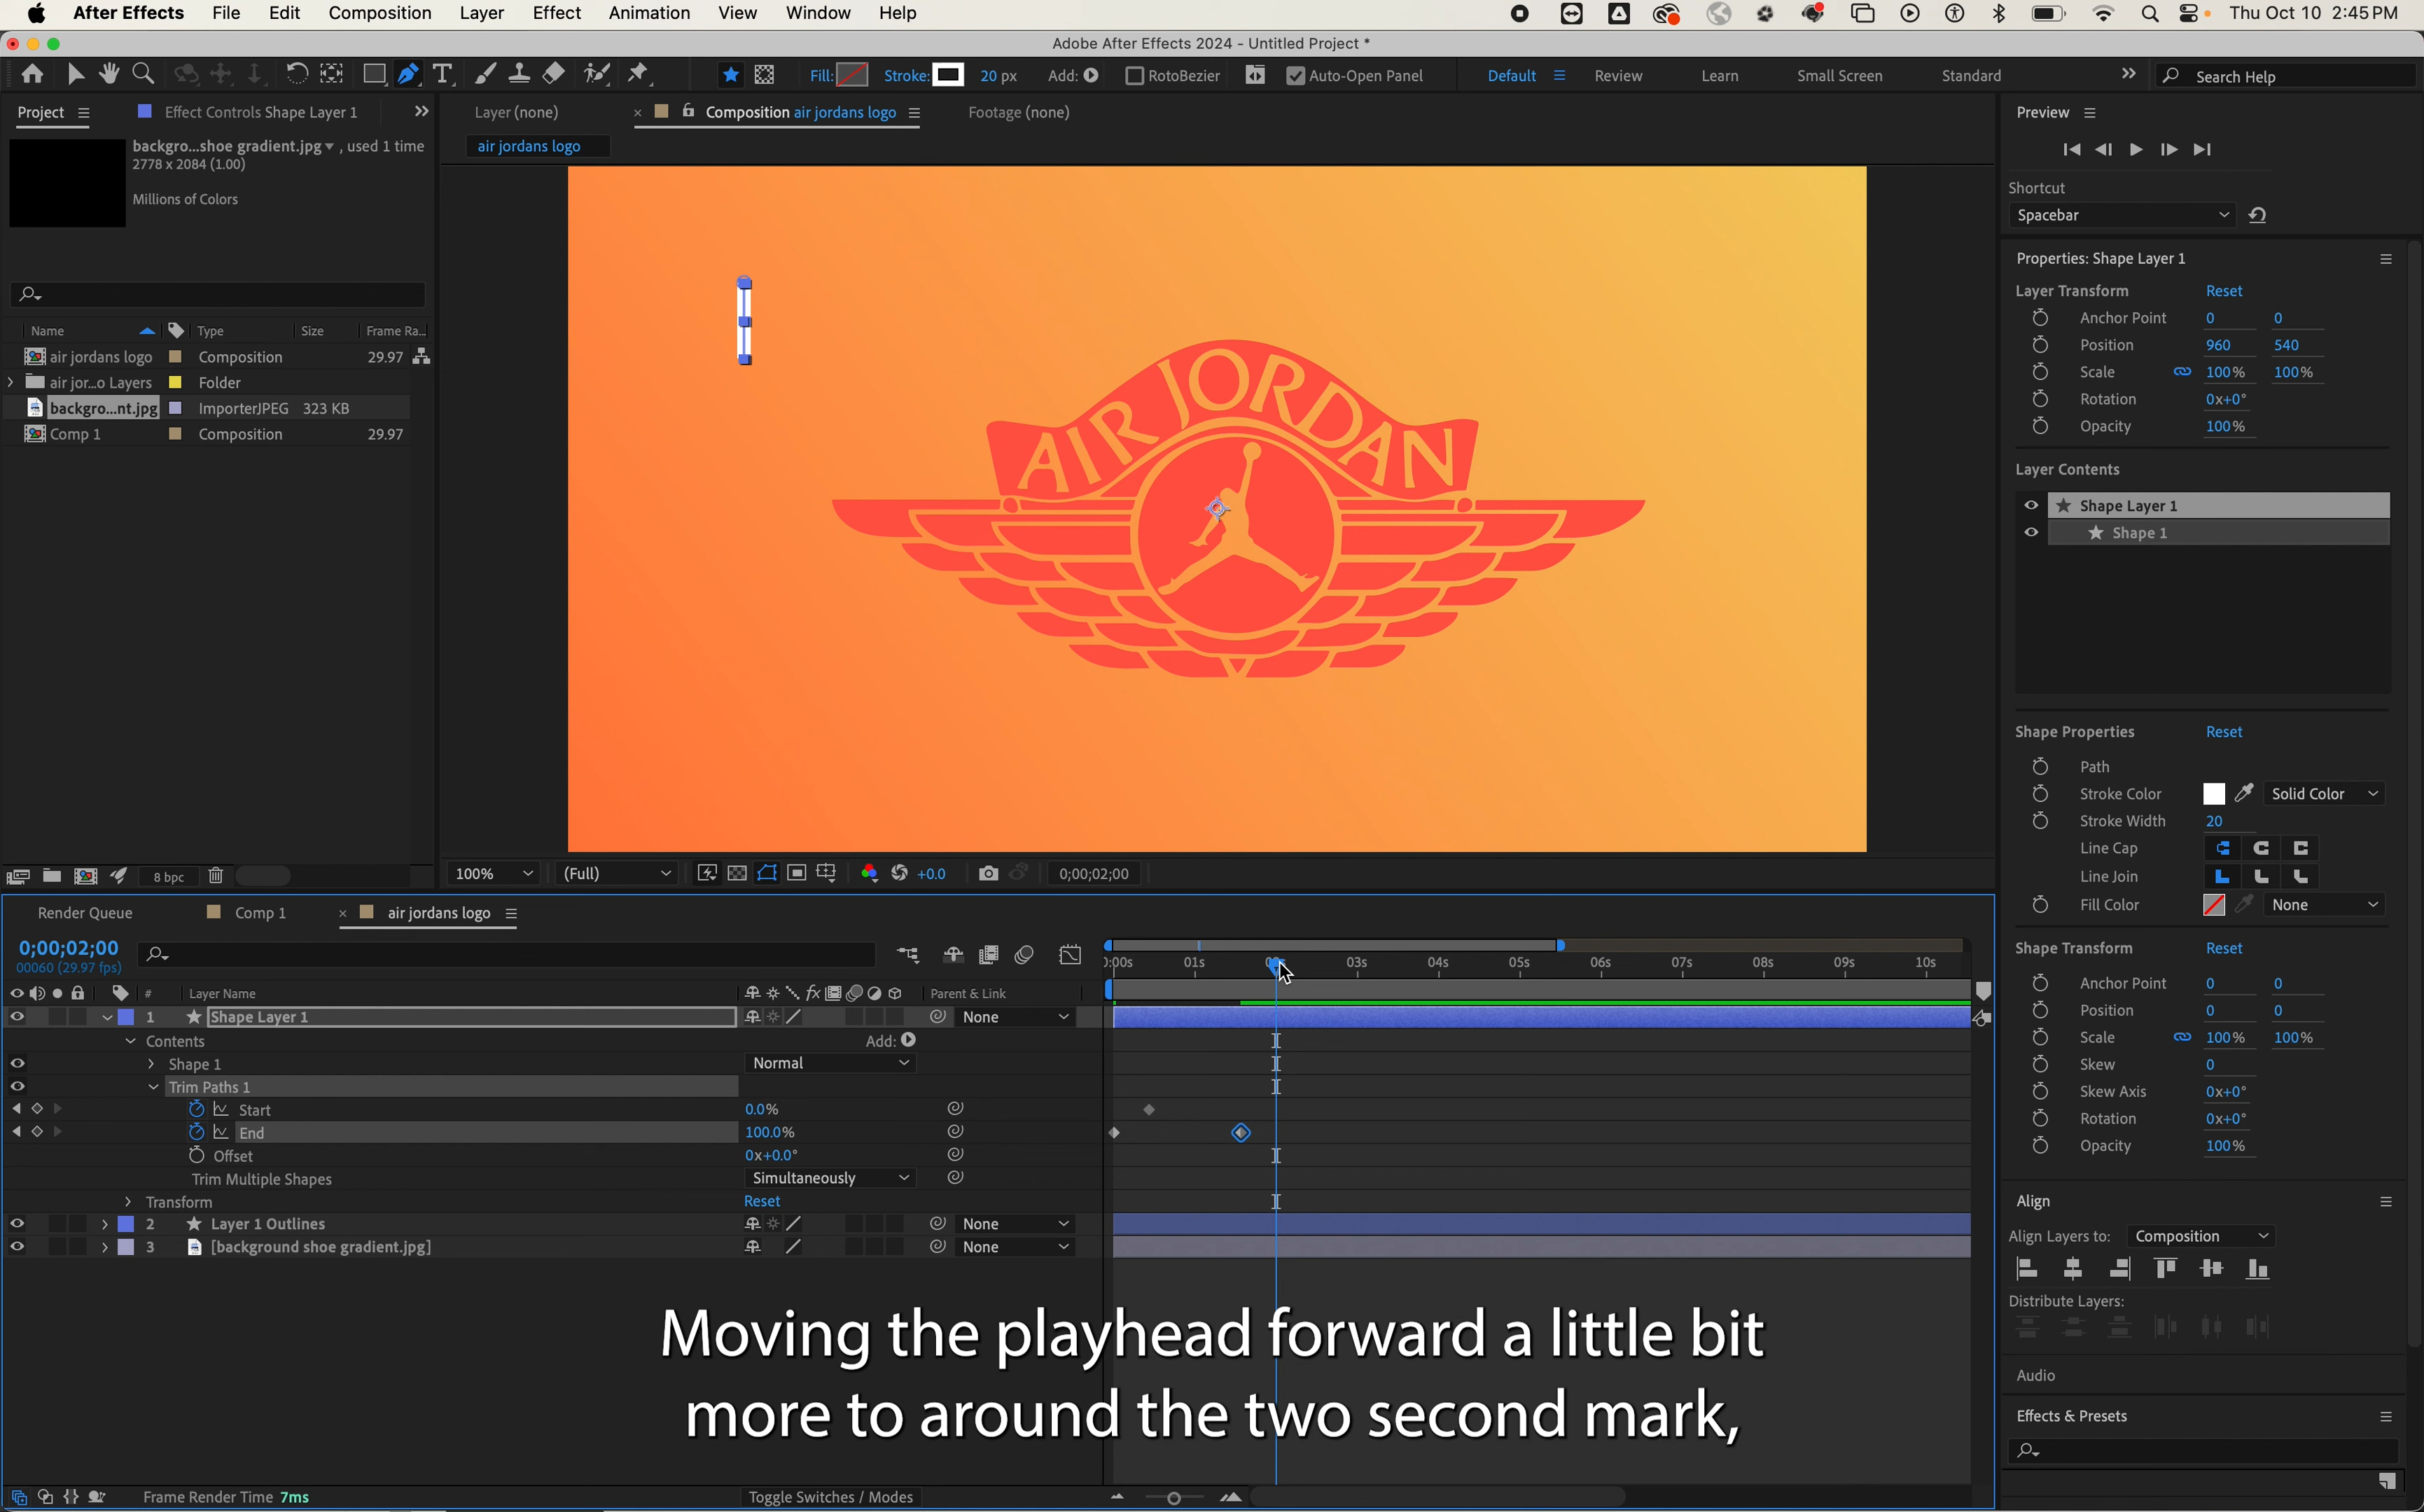 After Effects File Edit Composition Layer Effect Animation View Window Help Thu Oct 10 2:45 PM
Adobe After Effects 2024 - Untitled Project *
Fill: Stroke: 20 px Add: RotoBezier Auto-Open Panel Default Review Learn Small Screen Standard Search Help
Project Effect Controls Shape Layer 1
backgro...shoe gradient.jpg , used 1 time
2778 x 2084 (1.00)
Millions of Colors
Name Type Size Frame Ra...
air jordans logo Composition 29.97
air jor...o Layers Folder
backgro...nt.jpg ImporterJPEG 323 KB
Comp 1 Composition 29.97
8 bpc
Layer (none) Composition air jordans logo Footage (none)
air jordans logo
AIR JORDAN
100% (Full) +0.0 0;00;02;00
Preview
Shortcut
Spacebar
Properties: Shape Layer 1
Layer Transform Reset
Anchor Point 0 0
Position 960 540
Scale 100% 100%
Rotation 0x+0°
Opacity 100%
Layer Contents
Shape Layer 1
Shape 1
Shape Properties Reset
Path
Stroke Color Solid Color
Stroke Width 20
Line Cap
Line Join
Fill Color None
Shape Transform Reset
Anchor Point 0 0
Position 0 0
Scale 100% 100%
Skew 0
Skew Axis 0x+0°
Rotation 0x+0°
Opacity 100%
Align
Align Layers to: Composition
Distribute Layers:
Audio
Effects & Presets
Render Queue Comp 1 air jordans logo
0;00;02;00
00060 (29.97 fps)
01s 03s 04s 05s 06s 07s 08s 09s 10s
# Layer Name Parent & Link
1 Shape Layer 1 None
Contents Add:
Shape 1 Normal
Trim Paths 1
Start 0.0%
End 100.0%
Offset 0x+0.0°
Trim Multiple Shapes Simultaneously
Transform Reset
2 Layer 1 Outlines None
3 [background shoe gradient.jpg] None
Moving the playhead forward a little bit
more to around the two second mark,
Frame Render Time 7ms Toggle Switches / Modes